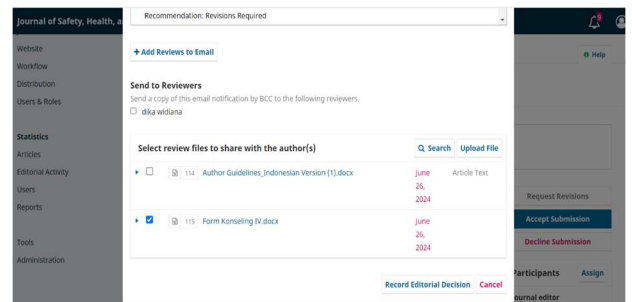 Journal of Safety, Health, a
9
Website
Workflow
Distribution
Users & Roles
Statistics
Articles
Editorial Activity
Users
Reports
Tools
Administration
Recommendation: Revisions Required
+ Add Reviews to Email
Send to Reviewers
Send a copy of this email notification by BCC to the following reviewers.
dika widiana
Select review files to share with the author(s)
Search
Upload File
114 Author Guidelines_Indonesian Version (1).docx
June 26, 2024
Article Text
115 Form Konseling IV.docx
June 26, 2024
Record Editorial Decision
Cancel
Help
Request Revisions
Accept Submission
Decline Submission
Participants
Assign
ournal editor